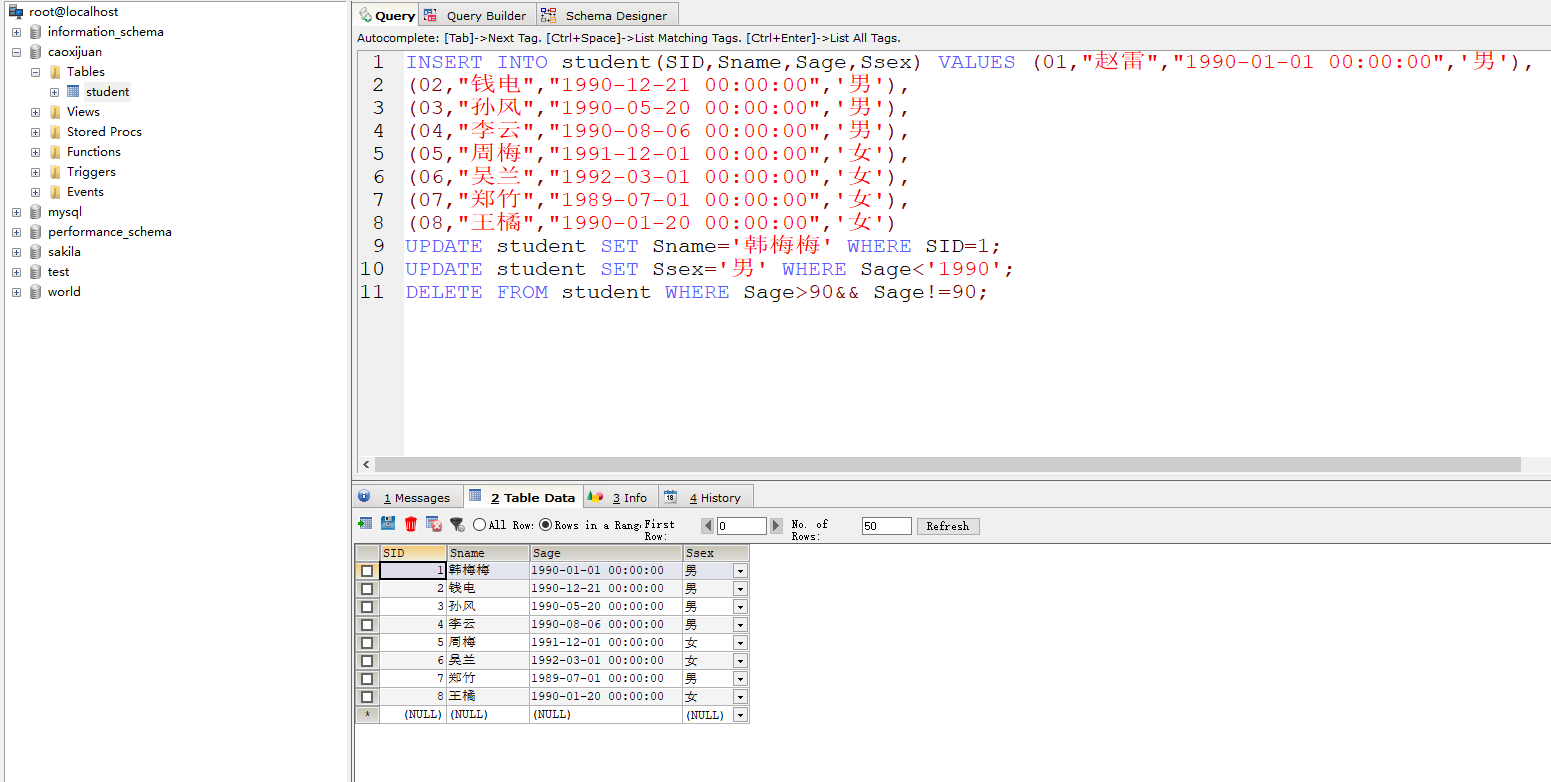 root@localhost
information_schema
caoxijuan
Tables
student
Views
Stored Procs
Functions
Triggers
Events
mysql
performance_schema
sakila
test
world
Query Query Builder Schema Designer
Autocomplete: [Tab]->Next Tag. [Ctrl+Space]->List Matching Tags. [Ctrl+Enter]->List All Tags.
1 INSERT INTO student(SID,Sname,Sage,Ssex) VALUES (01,"赵雷","1990-01-01 00:00:00",'男'),
2 (02,"钱电","1990-12-21 00:00:00",'男'),
3 (03,"孙风","1990-05-20 00:00:00",'男'),
4 (04,"李云","1990-08-06 00:00:00",'男'),
5 (05,"周梅","1991-12-01 00:00:00",'女'),
6 (06,"吴兰","1992-03-01 00:00:00",'女'),
7 (07,"郑竹","1989-07-01 00:00:00",'女'),
8 (08,"王橘","1990-01-20 00:00:00",'女')
9 UPDATE student SET Sname='韩梅梅' WHERE SID=1;
10 UPDATE student SET Ssex='男' WHERE Sage<'1990';
11 DELETE FROM student WHERE Sage>90&& Sage!=90;
1 Messages 2 Table Data 3 Info 4 History
All Row: Rows in a Rang First Row: 0 No. of Rows: 50 Refresh
SID Sname Sage Ssex
1 韩梅梅 1990-01-01 00:00:00 男
2 钱电 1990-12-21 00:00:00 男
3 孙风 1990-05-20 00:00:00 男
4 李云 1990-08-06 00:00:00 男
5 周梅 1991-12-01 00:00:00 女
6 吴兰 1992-03-01 00:00:00 女
7 郑竹 1989-07-01 00:00:00 男
8 王橘 1990-01-20 00:00:00 女
* (NULL) (NULL) (NULL) (NULL)